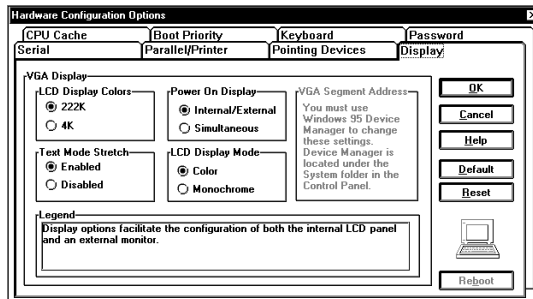 Hardware Configuration Options
CPU Cache
Boot Priority
Keyboard
Password
Serial
Parallel/Printer
Pointing Devices
Display
VGA Display
LCD Display Colors
222K
4K
Power On Display
Internal/External
Simultaneous
VGA Segment Address
You must use
Windows 95 Device
Manager to change
these settings.
Device Manager is
located under the
System folder in the
Control Panel.
Text Mode Stretch
Enabled
Disabled
LCD Display Mode
Color
Monochrome
Legend
Display options facilitate the configuration of both the internal LCD panel
and an external monitor.
OK
Cancel
Help
Default
Reset
Reboot